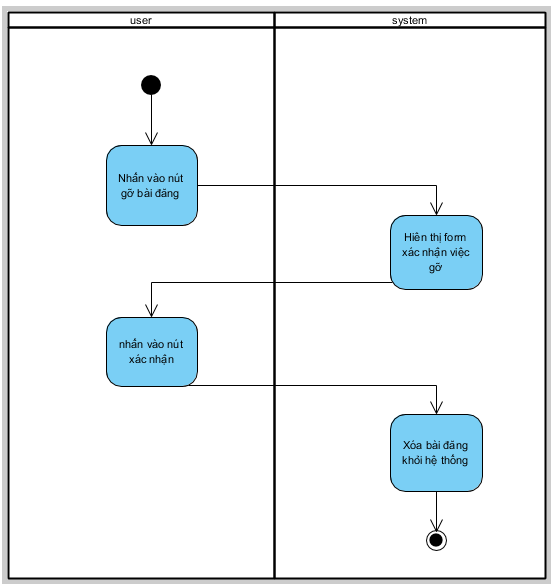 user
system
Nhấn vào nút
gỡ bài đăng
Hiên thị form
xác nhận việc
gỡ
nhấn vào nút
xác nhận
Xóa bài đăng
khỏi hệ thống